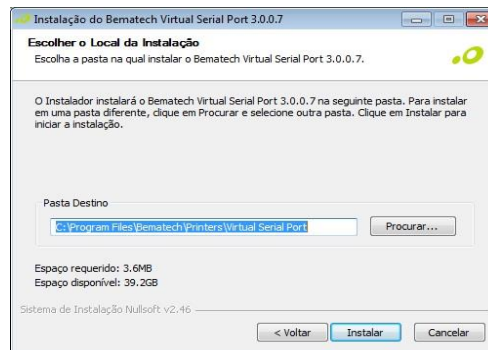 Instalação do Bematech Virtual Serial Port 3.0.0.7
Escolher o Local da Instalação
Escolha a pasta na qual instalar o Bematech Virtual Serial Port 3.0.0.7.
O Instalador instalará o Bematech Virtual Serial Port 3.0.0.7 na seguinte pasta. Para instalar
em uma pasta diferente, clique em Procurar e selecione outra pasta. Clique em Instalar para
iniciar a instalação.
Pasta Destino
C:\Program Files\Bematech\Printers\Virtual Serial Port
Procurar...
Espaço requerido: 3.6MB
Espaço disponível: 39.2GB
Sistema de Instalação Nullsoft v2.46
< Voltar
Instalar
Cancelar